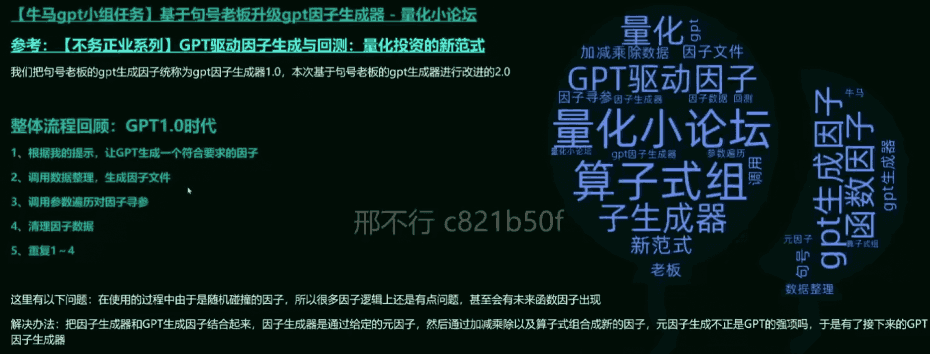 【牛马gpt小组任务】基于句号老板升级gpt因子生成器 - 量化小论坛
参考：【不务正业系列】GPT驱动因子生成与回测：量化投资的新范式
我们把句号老板的gpt生成因子统称为gpt因子生成器1.0，本次基于句号老板的gpt生成器进行改进的2.0
整体流程回顾：GPT1.0时代
1、根据我的提示，让GPT生成一个符合要求的因子
2、调用数据整理，生成因子文件
3、调用参数遍历对因子寻参
4、清理因子数据
5、重复1～4
这里有以下问题：在使用的过程中由于是随机碰撞的因子，所以很多因子逻辑上还是有点问题，甚至会有未来函数因子出现
解决办法：把因子生成器和GPT生成因子结合起来，因子生成器是通过给定的元因子，然后通过加减乘除以及算子式组合成新的因子，元因子生成不正是GPT的强项吗，于是有了接下来的GPT
因子生成器
邢不行 c821b50f
量化
gpt
加减乘除数据
因子文件
GPT驱动因子
因子寻参
因子生成器
因子数据
回测
量化小论坛
量化小论坛
gpt因子生成器
参数遍历
调用
算子式组
子生成器
新范式
老板
牛马
gpt生成因子
函数因子
gpt生成器
元因子
算子式组
句号
数据整理